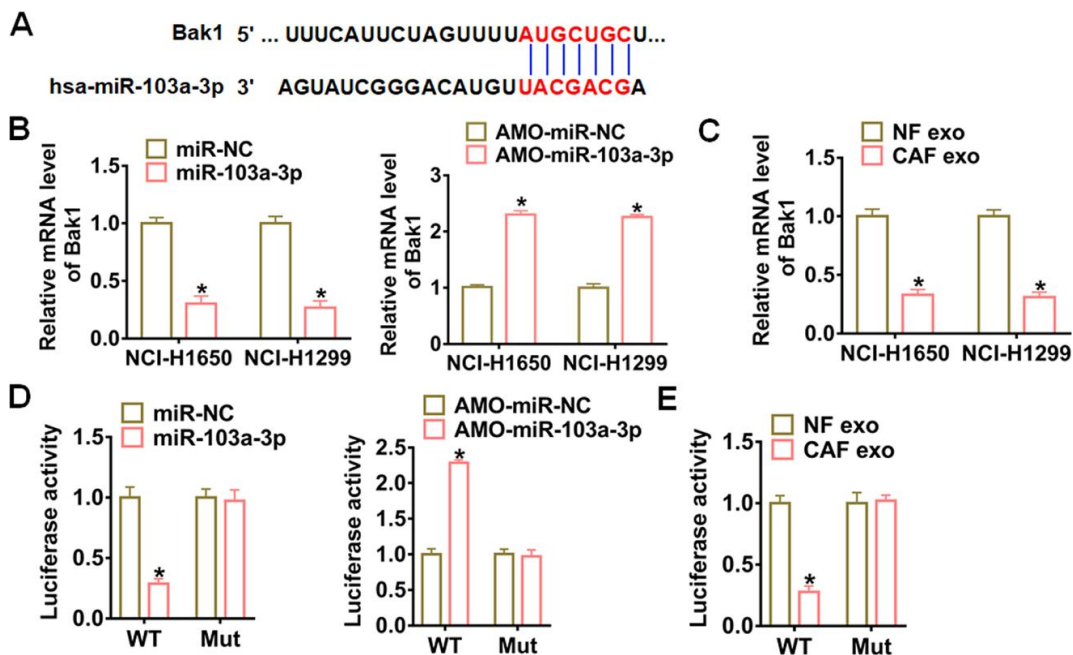 A
Bak1 5' ... UUUCAUUCUAGUUUUAUGCUGCU...
hsa-miR-103a-3p 3' AGUAUCGGGACAUGUUACGACGA
B
miR-NC
miR-103a-3p
Relative mRNA level
of Bak1
1.5
1.0
0.5
0.0
*
*
NCI-H1650 NCI-H1299
AMO-miR-NC
AMO-miR-103a-3p
Relative mRNA level
of Bak1
3
2
1
0
*
*
NCI-H1650 NCI-H1299
C
NF exo
CAF exo
Relative mRNA level
of Bak1
1.5
1.0
0.5
0.0
*
*
NCI-H1650 NCI-H1299
D
miR-NC
miR-103a-3p
Luciferase activity
1.5
1.0
0.5
0.0
*
WT Mut
AMO-miR-NC
AMO-miR-103a-3p
Luciferase activity
2.5
2.0
1.5
1.0
0.5
0.0
*
WT Mut
E
NF exo
CAF exo
Luciferase activity
1.5
1.0
0.5
0.0
*
WT Mut